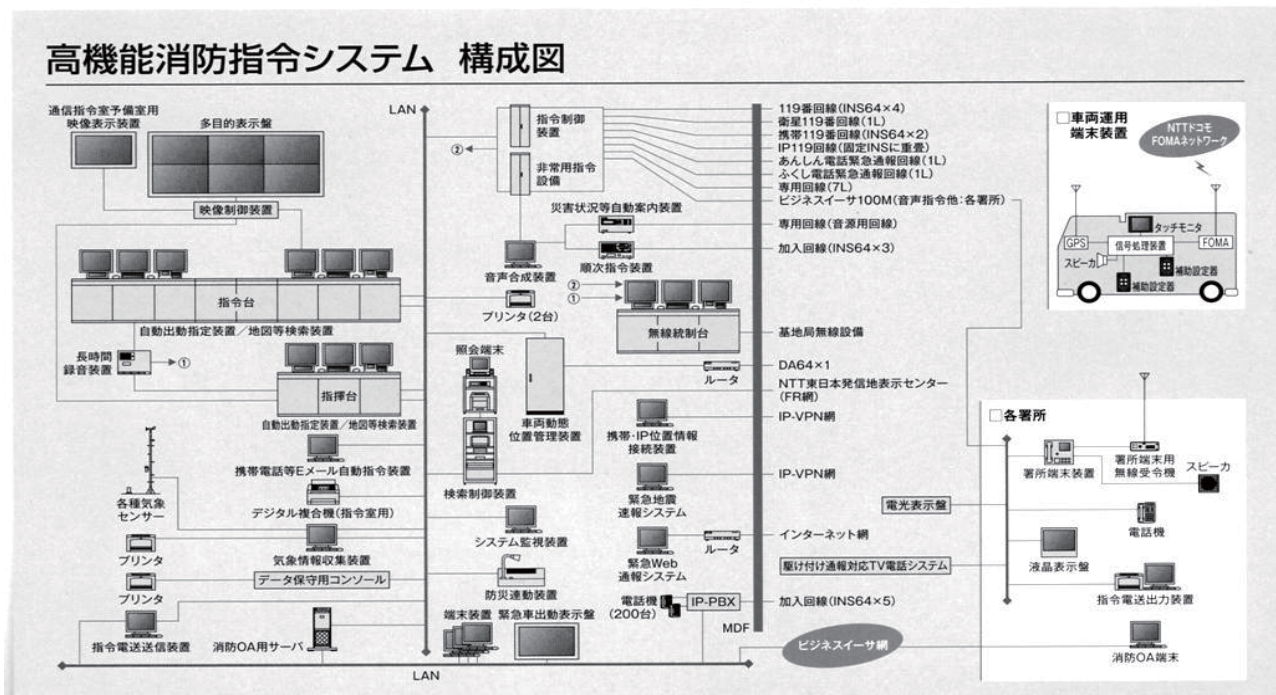 高機能消防指令システム 構成図
通信指令室予備室用
映像表示装置
多目的表示盤
映像制御装置
指令台
自動出動指定装置/地図等検索装置
長時間
録音装置
①
指揮台
自動出動指定装置/地図等検索装置
携帯電話等Eメール自動指令装置
各種気象
センサー
デジタル複合機(指令室用)
プリンタ
気象情報収集装置
プリンタ
データ保守用コンソール
指令電送送信装置
消防OA用サーバ
LAN
②
指令制御
装置
非常用指令
設備
災害状況等自動案内装置
音声合成装置
順次指令装置
プリンタ(2台)
②
①
無線統制台
照会端末
車両動態
位置管理装置
ルータ
携帯・IP位置情報
接続装置
検索制御装置
緊急地震
速報システム
システム監視装置
緊急Web
通報システム
ルータ
防災連動装置
端末装置
緊急車出動表示盤
電話機
(200台)
IP-PBX
MDF
LAN
119番回線(INS64×4)
衛星119番回線(1L)
携帯119番回線(INS64×2)
IP119回線(固定INSに重畳)
あんしん電話緊急通報回線(1L)
ふくし電話緊急通報回線(1L)
専用回線(7L)
ビジネスイーサ100M(音声指令他:各署所)
専用回線(音源用回線)
加入回線(INS64×3)
基地局無線設備
DA64×1
NTT東日本発信地表示センター
(FR網)
IP-VPN網
IP-VPN網
インターネット網
駆け付け通報対応TV電話システム
加入回線(INS64×5)
ビジネスイーサ網
□車両運用
端末装置
NTTドコモ
FOMAネットワーク
タッチモニタ
GPS
信号処理装置
FOMA
スピーカ
補助設定器
補助設定器
□各署所
署所端末装置
署所端末用
無線受令機
スピーカ
電光表示盤
電話機
液晶表示盤
指令電送出力装置
消防OA端末